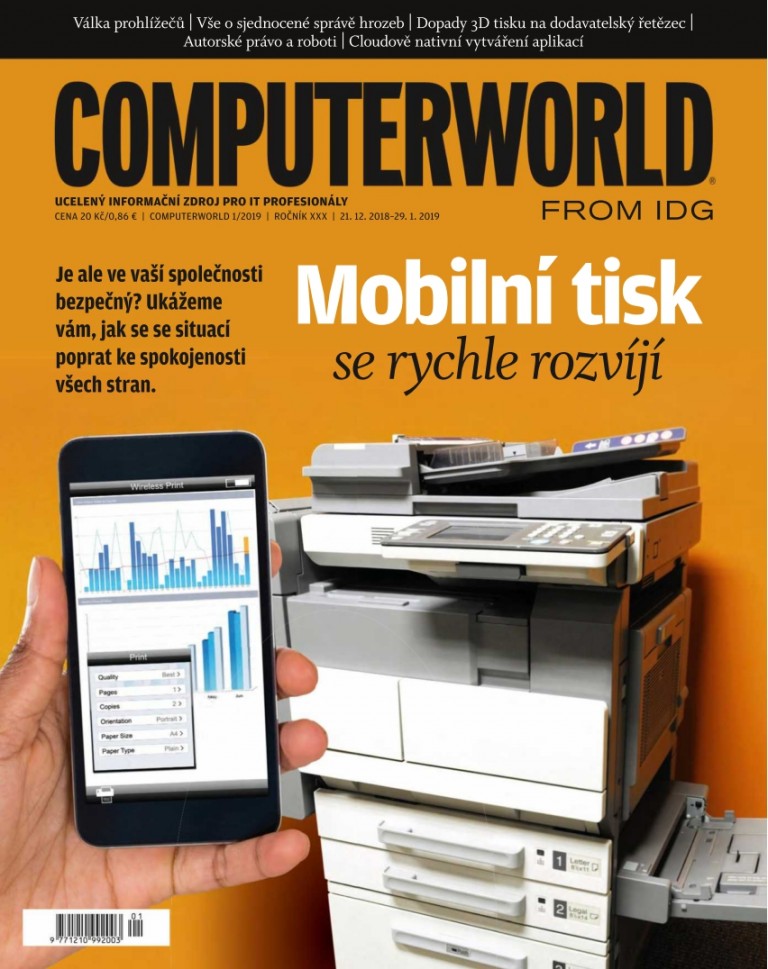 Válka prohlížečů | Vše o sjednocené správě hrozeb | Dopady 3D tisku na dodavatelský řetězec |
Autorské právo a roboti | Cloudově nativní vytváření aplikací
COMPUTERWORLD®
UCELENÝ INFORMAČNÍ ZDROJ PRO IT PROFESIONÁLY
CENA 20 KČ/0,86 € | COMPUTERWORLD 1/2019 | ROČNÍK XXX | 21. 12. 2018–29. 1. 2019
FROM IDG
Je ale ve vaší společnosti
bezpečný? Ukážeme
vám, jak se se situací
poprat ke spokojenosti
všech stran.
Mobilní tisk
se rychle rozvíjí
Wireless Print
May Jun
Print
Quality Best >
Pages 1 >
Copies 2 >
Orientation Portrait >
Paper Size A4 >
Paper Type Plain >
1 Letter
2 Legal
01
9 771210 992003